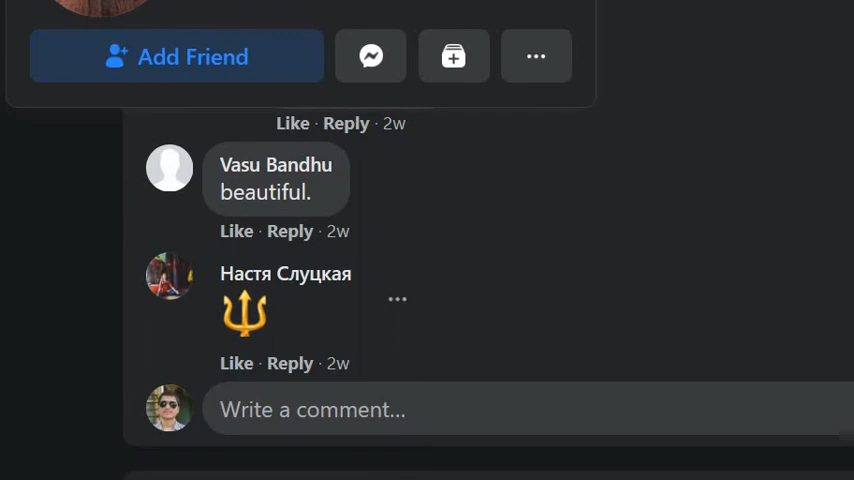 Add Friend
Like · Reply · 2w
Vasu Bandhu
beautiful.
Like · Reply · 2w
Настя Слуцкая
🔱
Like · Reply · 2w
Write a comment...